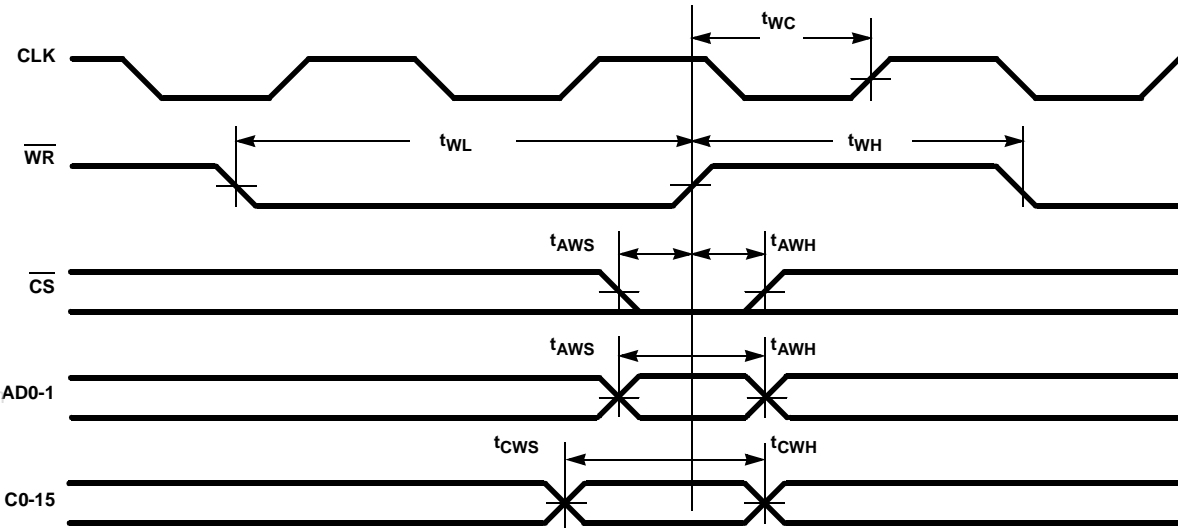 tWC
CLK
tWL
tWH
WR
tAWS
tAWH
CS
tAWS
tAWH
AD0-1
tCWS
tCWH
C0-15